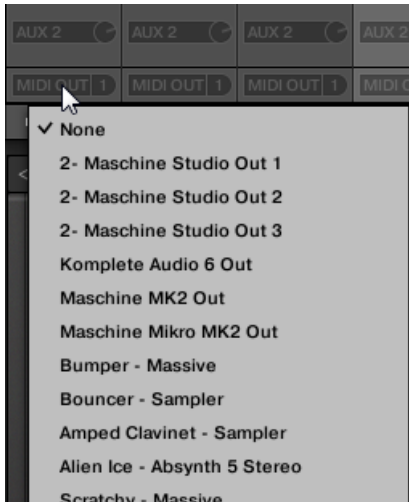 AUX 2 AUX 2 AUX 2 AUX 2
MIDI OUT 1 MIDI OUT 1 MIDI OUT 1
✓ None
2- Maschine Studio Out 1
2- Maschine Studio Out 2
2- Maschine Studio Out 3
Komplete Audio 6 Out
Maschine MK2 Out
Maschine Mikro MK2 Out
Bumper - Massive
Bouncer - Sampler
Amped Clavinet - Sampler
Alien Ice - Absynth 5 Stereo
Scratchy - Massive